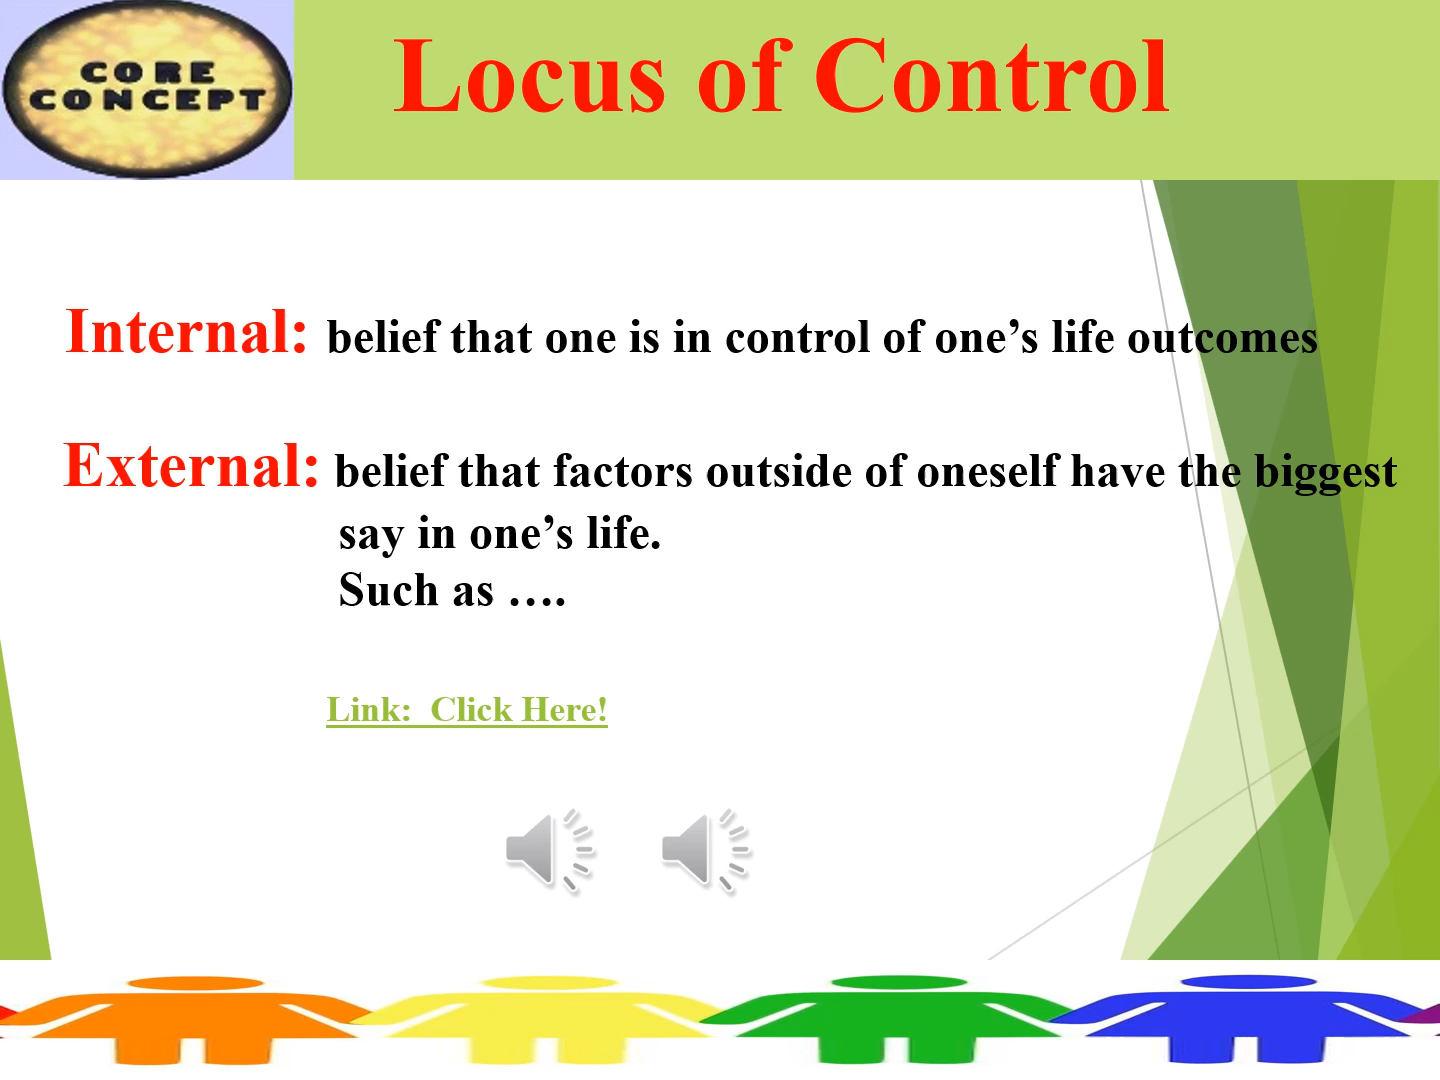 CORE
CONCEPT
Locus of Control
Internal: belief that one is in control of one’s life outcomes
External: belief that factors outside of oneself have the biggest
say in one’s life.
Such as ….
Link:  Click Here!